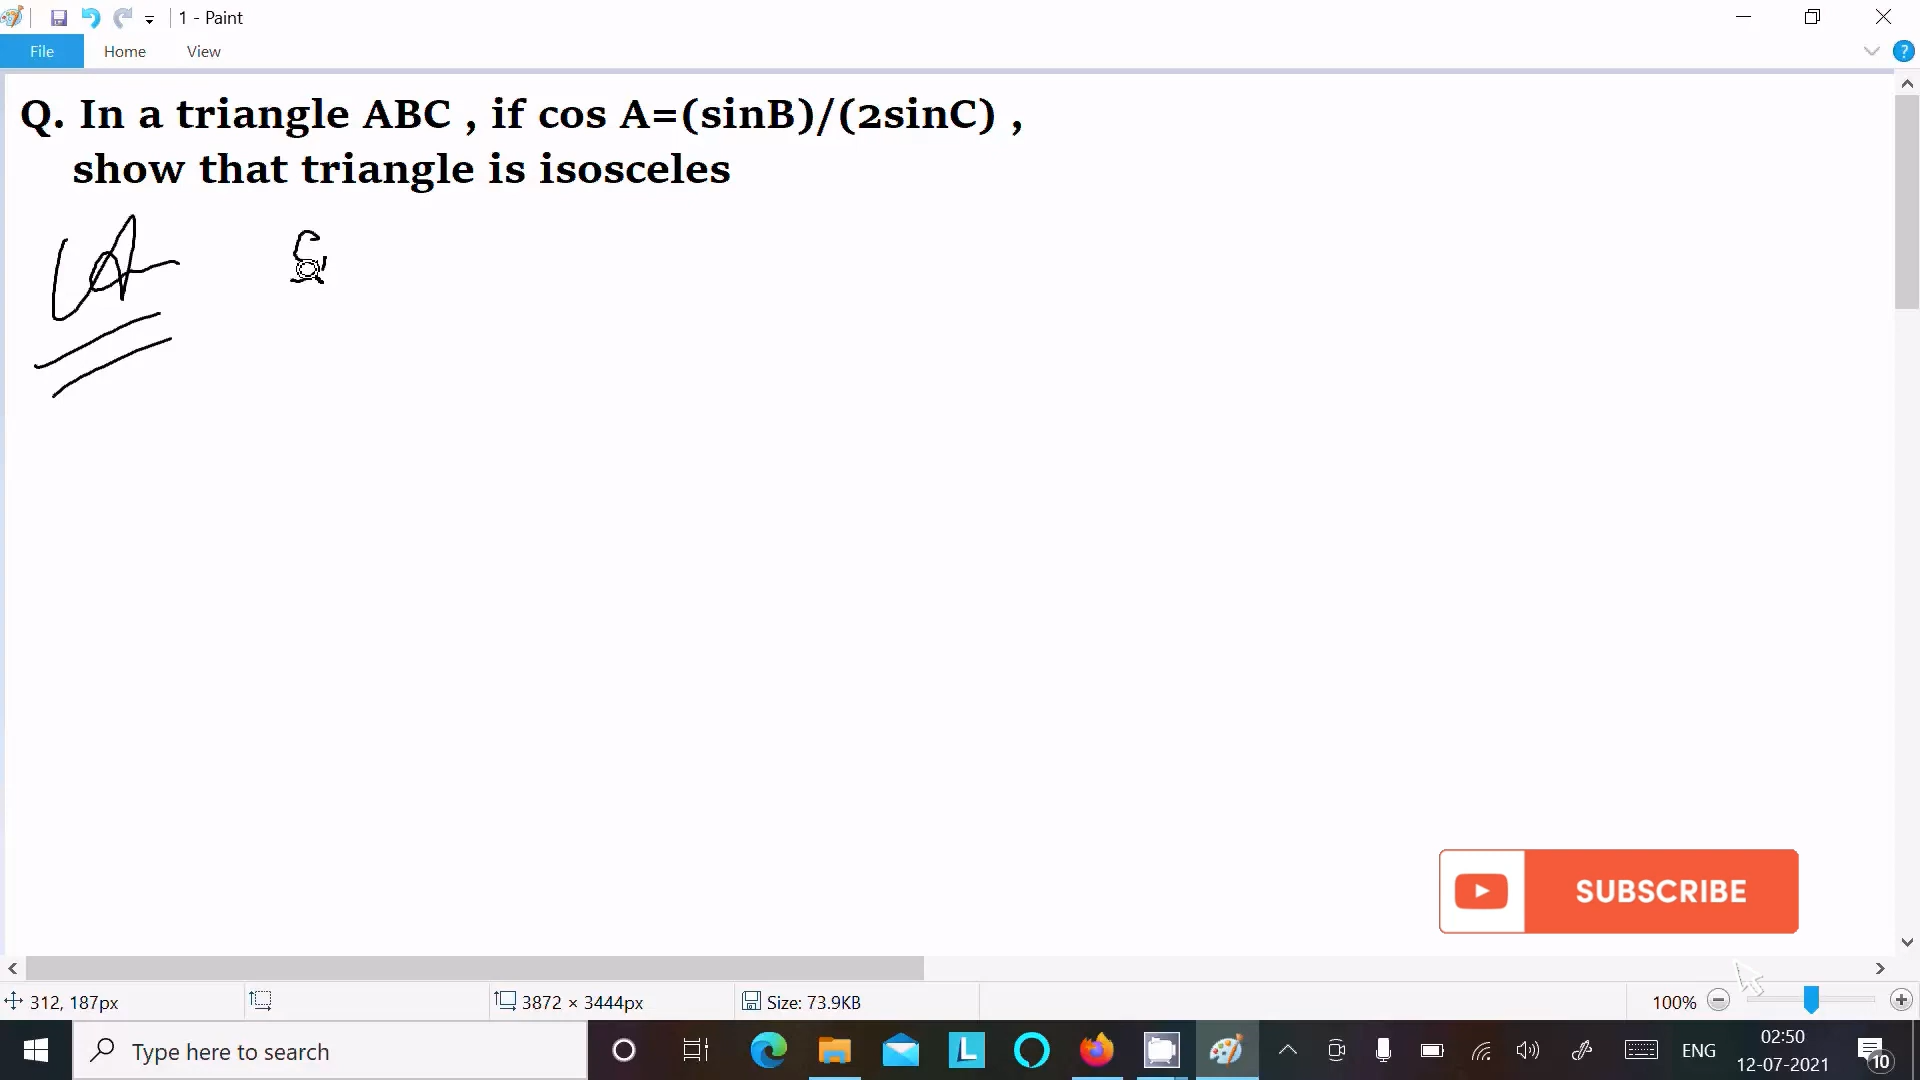 1 - Paint
File Home View
Q. In a triangle ABC , if cos A=(sinB)/(2sinC) ,
show that triangle is isosceles
SUBSCRIBE
312, 187px 3872 × 3444px Size: 73.9KB 100%
Type here to search
L
ENG
02:50
12-07-2021
10